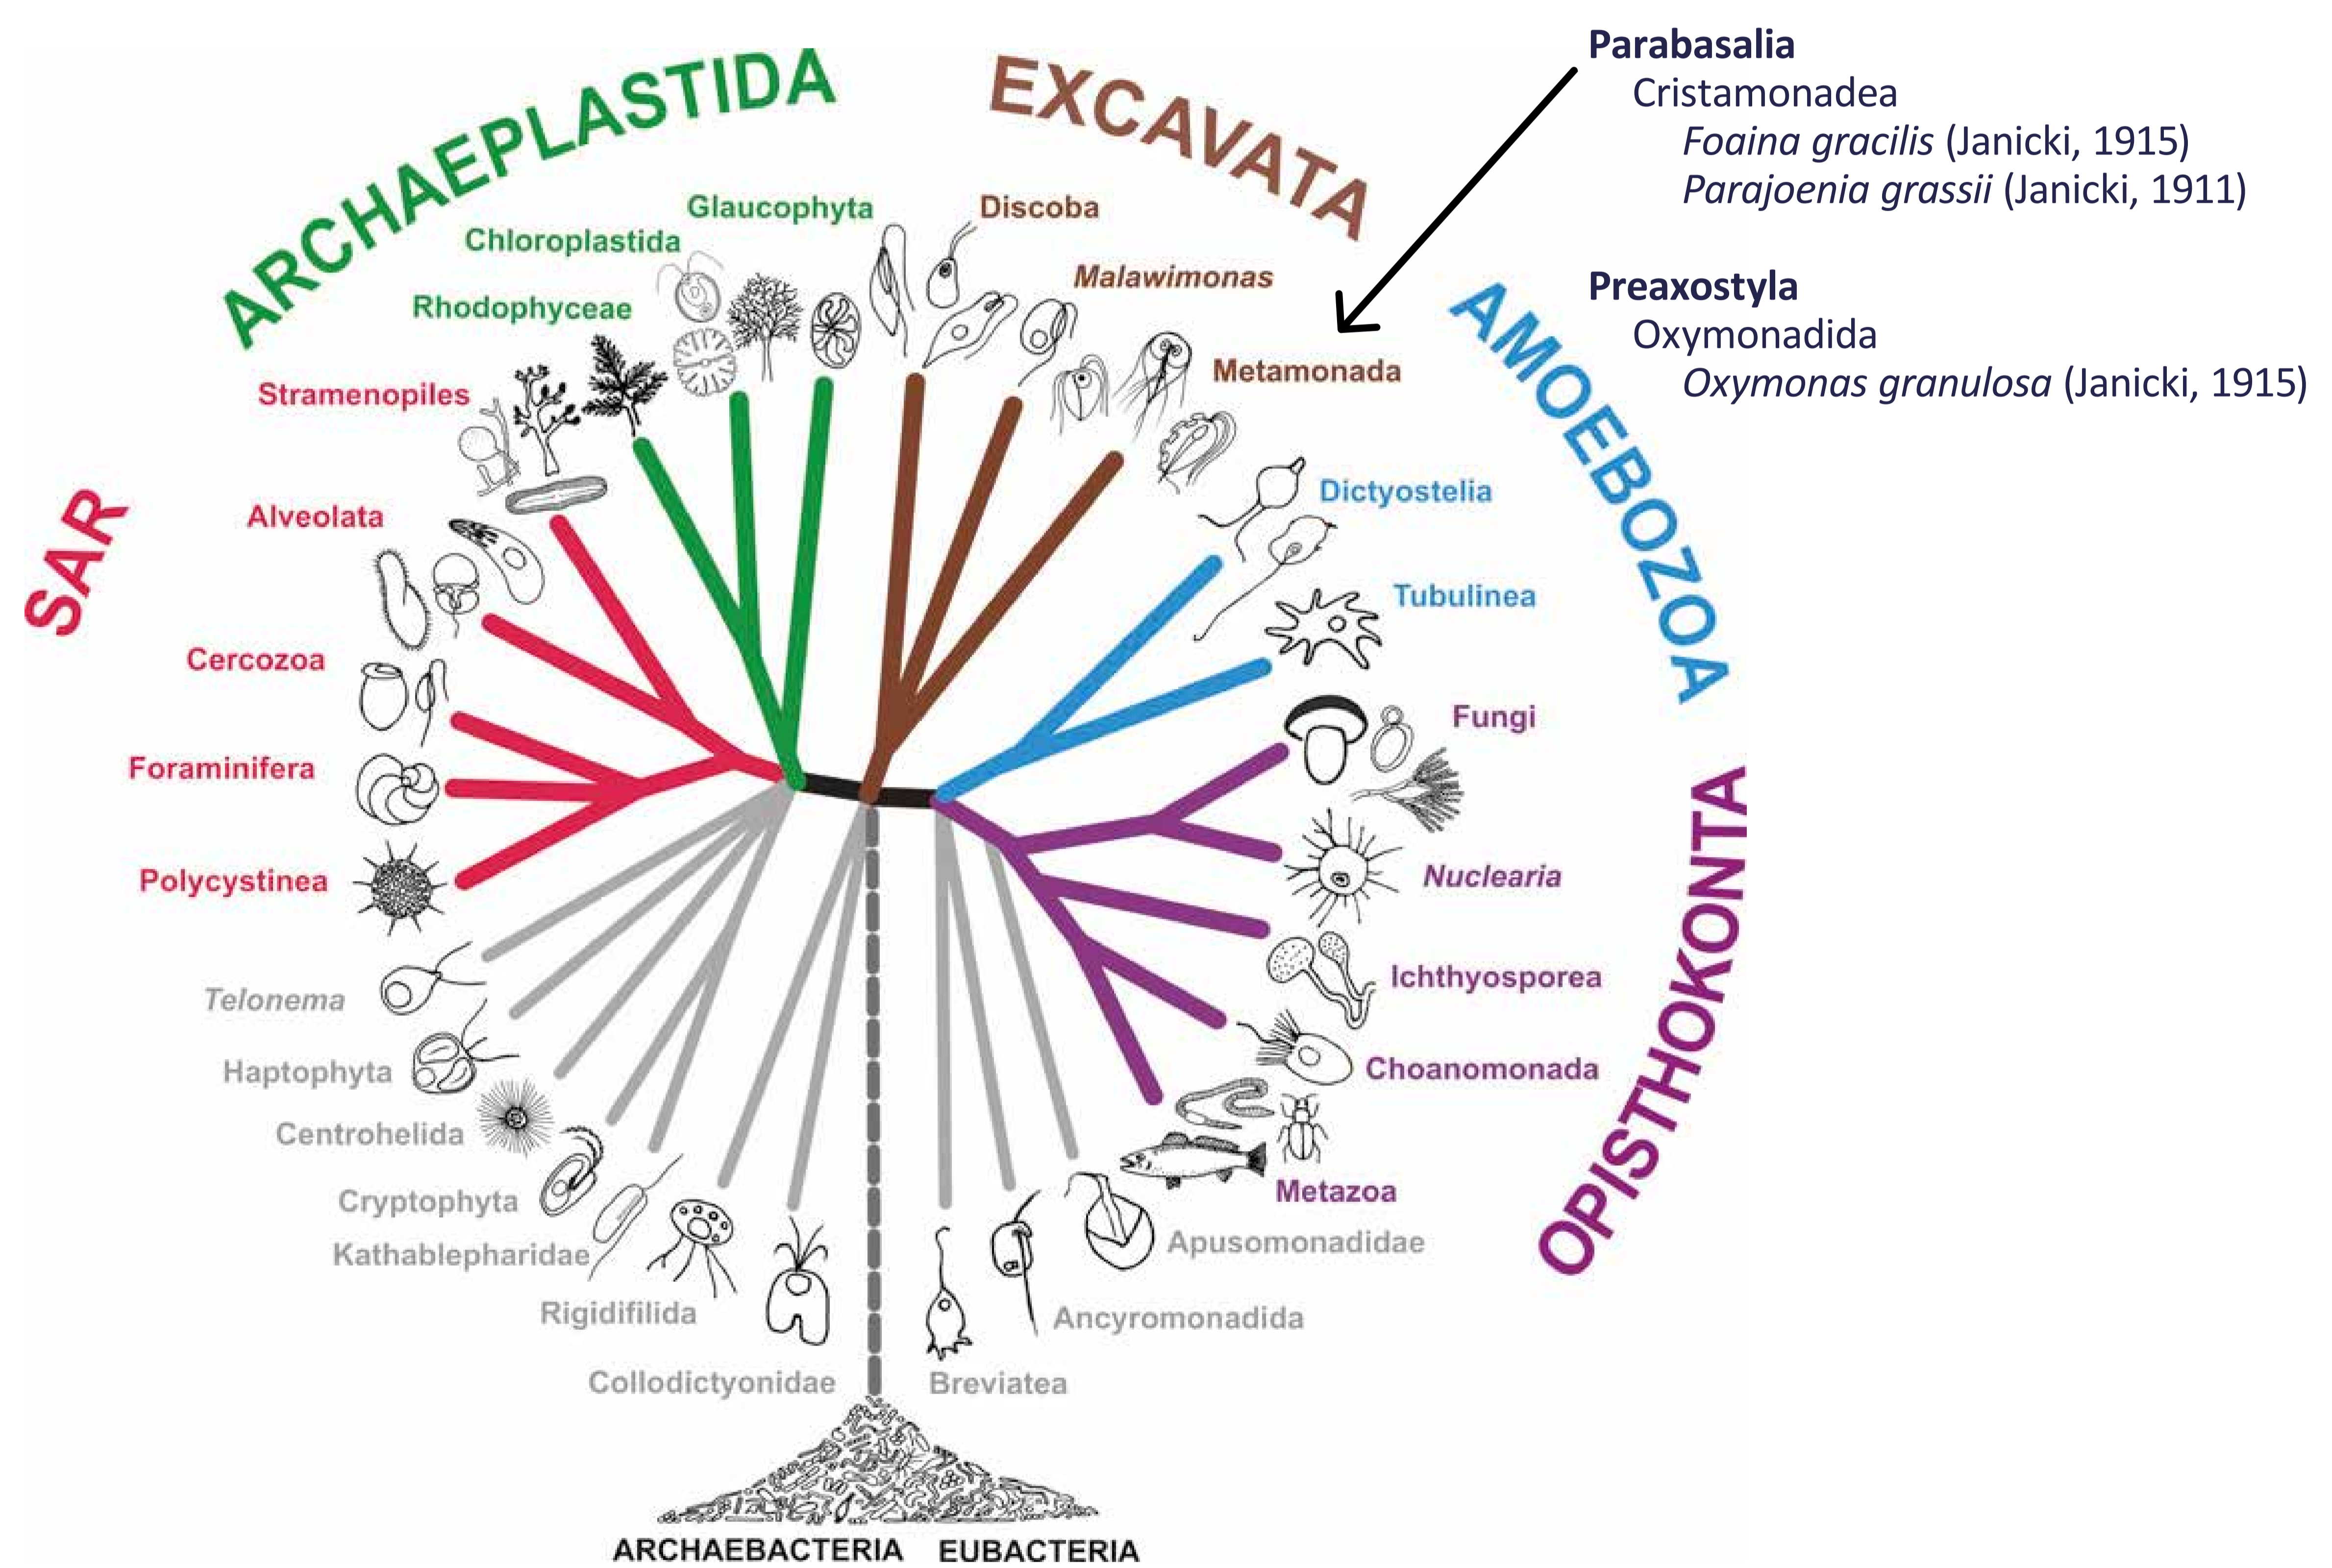 ARCHAEPLASTIDA
EXCAVATA
Parabasalia
Cristamonadea
Foaina gracilis (Janicki, 1915)
Parajoenia grassii (Janicki, 1911)
Preaxostyla
Oxymonadida
Oxymonas granulosa (Janicki, 1915)
Glaucophyta
Discoba
Chloroplastida
Malawimonas
Rhodophyceae
Metamonada
AMOEBOZOA
Stramenopiles
Dictyostelia
SAR
Alveolata
Tubulinea
Cercozoa
Fungi
Foraminifera
OPISTHOKONTA
Polycystinea
Nuclearia
Telonema
Ichthyosporea
Haptophyta
Choanomonada
Centrohelida
Metazoa
Cryptophyta
Apusomonadidae
Kathablepharidae
Rigidifilida
Ancyromonadida
Collodictyonidae
Breviatea
ARCHAEBACTERIA EUBACTERIA